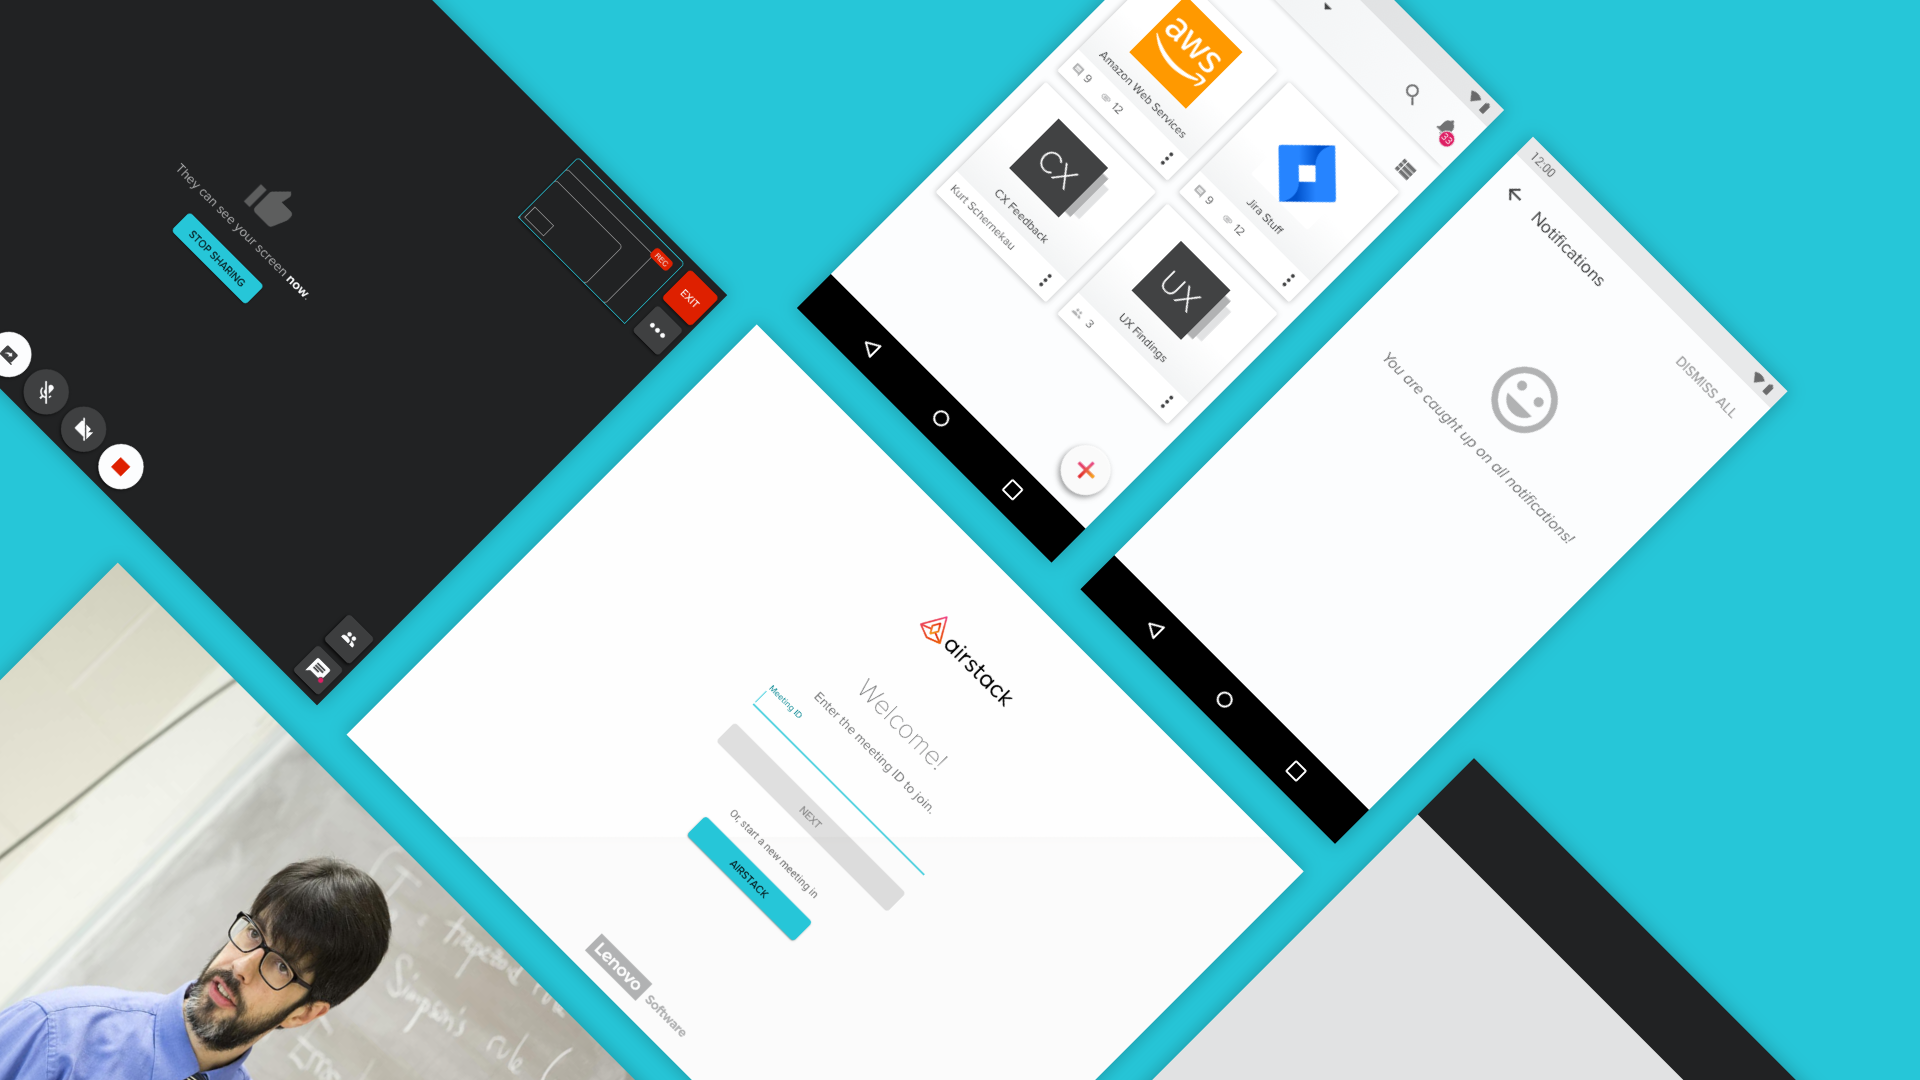 They can see your screen now.
STOP SHARING
REC
EXIT
aws
Amazon Web Services
9 12
CX
CX Feedback
Kurt Schernekau
Jira Stuff
9 12
UX
UX Findings
3
33
12:00
Notifications
DISMISS ALL
You are caught up on all notifications!
airstack
Welcome!
Enter the meeting ID to join.
Meeting ID
NEXT
Or, start a new meeting in
AIRSTACK
Lenovo
Software
Simpson's rule (